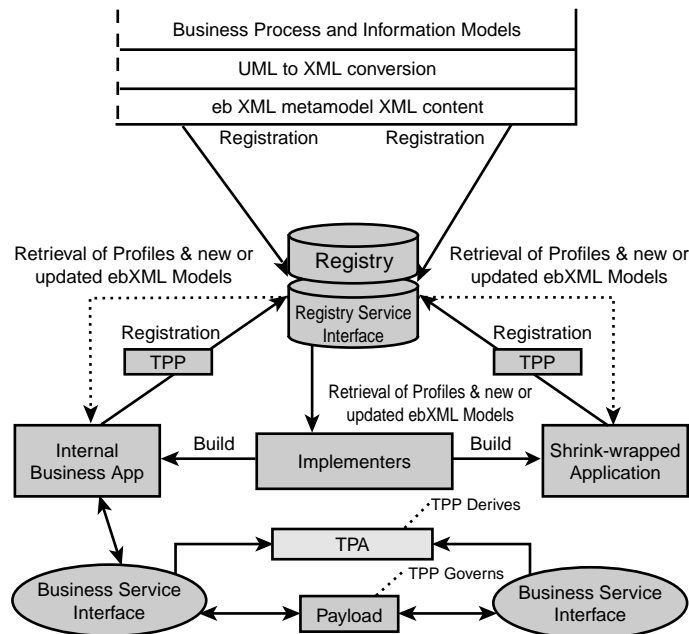 Business Process and Information Models
UML to XML conversion
eb XML metamodel XML content
Registration
Registration
Retrieval of Profiles & new or
updated ebXML Models
Registry
Retrieval of Profiles & new or
updated ebXML Models
Registry Service
Interface
Registration
TPP
Registration
TPP
Retrieval of Profiles & new or
updated ebXML Models
Internal
Business App
Build
Implementers
Build
Shrink-wrapped
Application
TPP Derives
TPA
TPP Governs
Business Service
Interface
Payload
Business Service
Interface